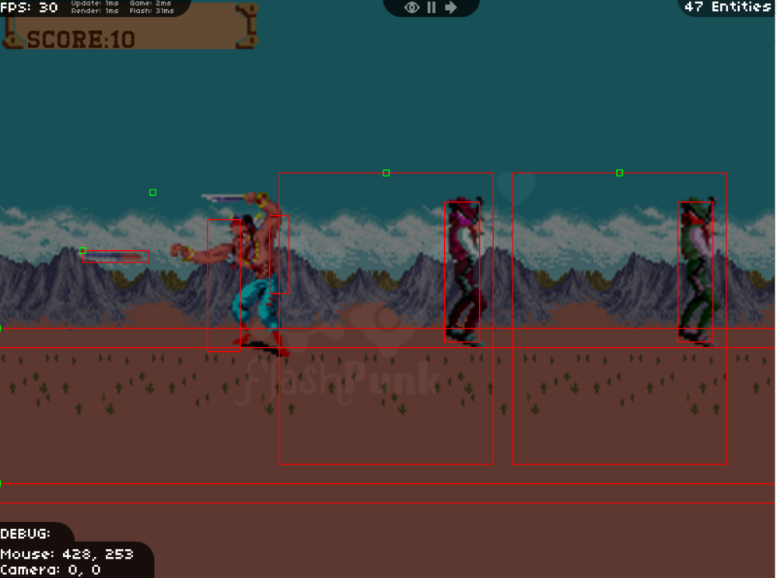 FPS: 30
Update: 1ms Game: 2ms
Render: 1ms Flash: 31ms
47 Entities
SCORE:10
FlashPunk
DEBUG:
Mouse: 428, 253
Camera: 0, 0